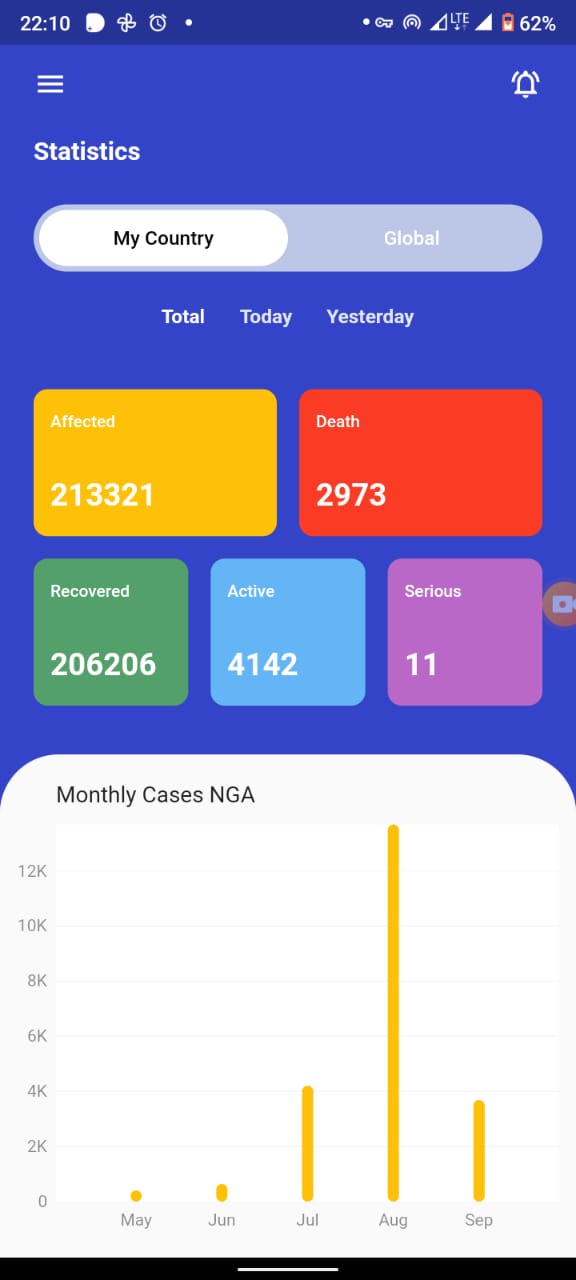 22:10 LTE 62%
Statistics
My Country Global
Total Today Yesterday
Affected Death
213321 2973
Recovered Active Serious
206206 4142 11
Monthly Cases NGA
12K
10K
8K
6K
4K
2K
0
May Jun Jul Aug Sep